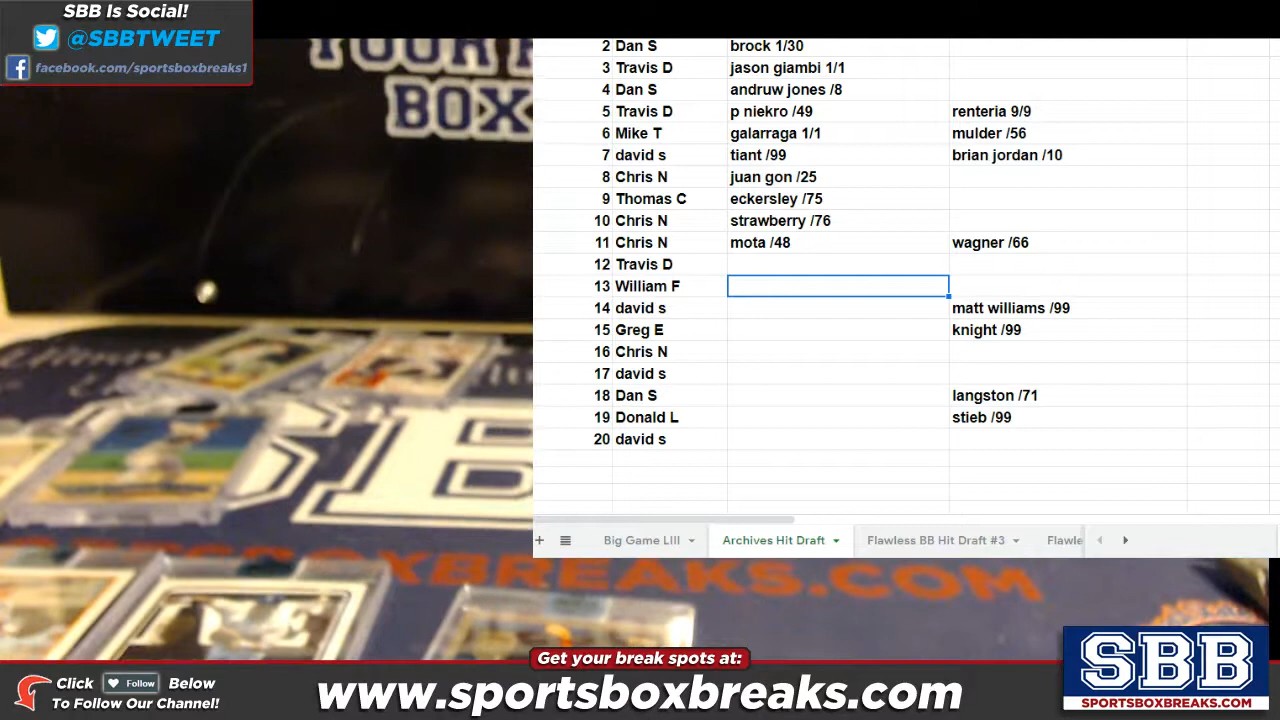 SBB Is Social!
@SBBTWEET
facebook.com/sportsboxbreaks1
YOUR
BOX
2 Dan S brock 1/30
3 Travis D jason giambi 1/1
4 Dan S andruw jones /8
5 Travis D p niekro /49 renteria 9/9
6 Mike T galarraga 1/1 mulder /56
7 david s tiant /99 brian jordan /10
8 Chris N juan gon /25
9 Thomas C eckersley /75
10 Chris N strawberry /76
11 Chris N mota /48 wagner /66
12 Travis D
13 William F
14 david s matt williams /99
15 Greg E knight /99
16 Chris N
17 david s
18 Dan S langston /71
19 Donald L stieb /99
20 david s
Big Game LIII Archives Hit Draft Flawless BB Hit Draft #3 Flawle
BOXBREAKS.COM
Get your break spots at:
Click Follow Below
To Follow Our Channel!
www.sportsboxbreaks.com
SBB
SPORTSBOXBREAKS.COM